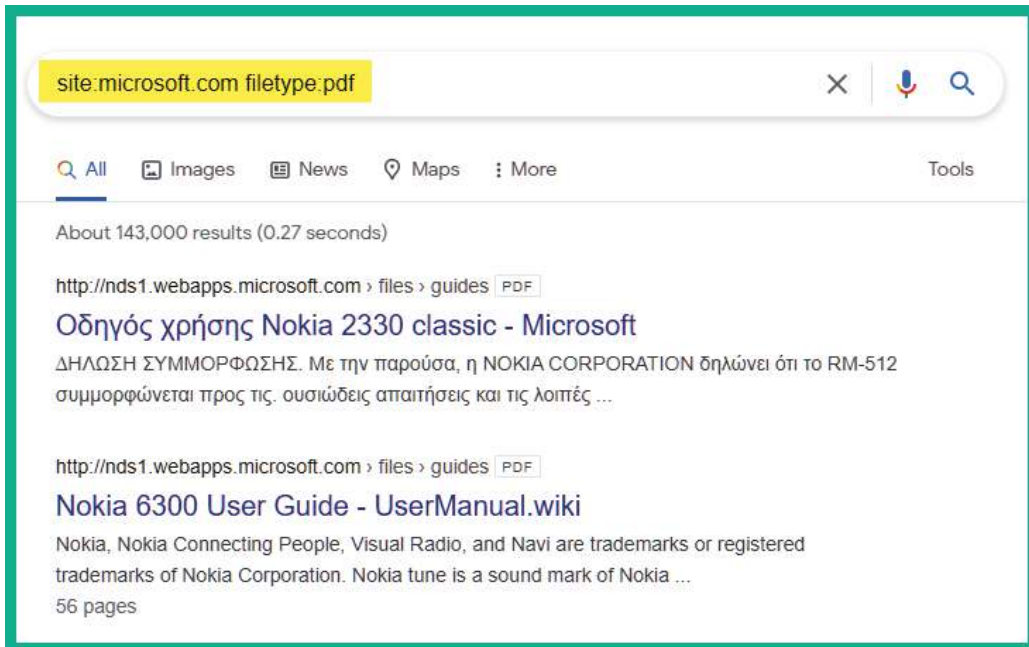 site:microsoft.com filetype:pdf
All Images News Maps More Tools
About 143,000 results (0.27 seconds)
http://nds1.webapps.microsoft.com › files › guides PDF
Οδηγός χρήσης Nokia 2330 classic - Microsoft
ΔΗΛΩΣΗ ΣΥΜΜΟΡΦΩΣΗΣ. Με την παρούσα, η NOKIA CORPORATION δηλώνει ότι το RM-512
συμμορφώνεται προς τις. ουσιώδεις απαιτήσεις και τις λοιπές ...
http://nds1.webapps.microsoft.com › files › guides PDF
Nokia 6300 User Guide - UserManual.wiki
Nokia, Nokia Connecting People, Visual Radio, and Navi are trademarks or registered
trademarks of Nokia Corporation. Nokia tune is a sound mark of Nokia ...
56 pages